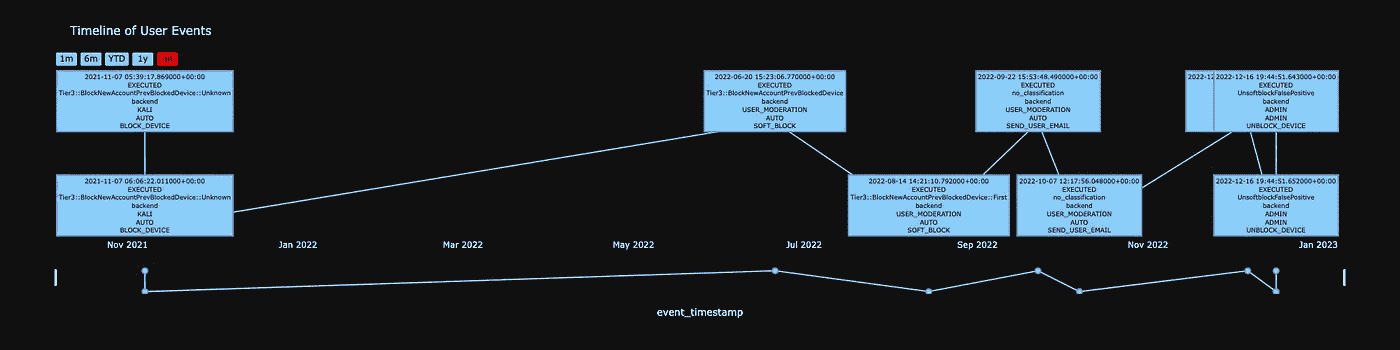 Timeline of User Events
1m 6m YTD 1y
2021-11-07 05:39:17.869000+00:00
EXECUTED
Tier3::BlockNewAccountPrevBlockedDevice::Unknown
backend
KALI
AUTO
BLOCK_DEVICE
2022-06-20 15:23:06.770000+00:00
EXECUTED
Tier3::BlockNewAccountPrevBlockedDevice
backend
USER_MODERATION
AUTO
SOFT_BLOCK
2022-09-22 15:53:48.490000+00:00
EXECUTED
no_classification
backend
USER_MODERATION
AUTO
SEND_USER_EMAIL
2022-12-16 19:44:51.643000+00:00
EXECUTED
UnsoftblockFalsePositive
backend
ADMIN
ADMIN
UNBLOCK_DEVICE
2021-11-07 06:06:22.011000+00:00
EXECUTED
Tier3::BlockNewAccountPrevBlockedDevice::Unknown
backend
KALI
AUTO
BLOCK_DEVICE
2022-08-14 14:21:10.792000+00:00
EXECUTED
Tier3::BlockNewAccountPrevBlockedDevice::First
backend
USER_MODERATION
AUTO
SOFT_BLOCK
2022-10-07 12:17:56.048000+00:00
EXECUTED
no_classification
backend
USER_MODERATION
AUTO
SEND_USER_EMAIL
2022-12-16 19:44:51.652000+00:00
EXECUTED
UnsoftblockFalsePositive
backend
ADMIN
ADMIN
UNBLOCK_DEVICE
Nov 2021 Jan 2022 Mar 2022 May 2022 Jul 2022 Sep 2022 Nov 2022 Jan 2023
event_timestamp